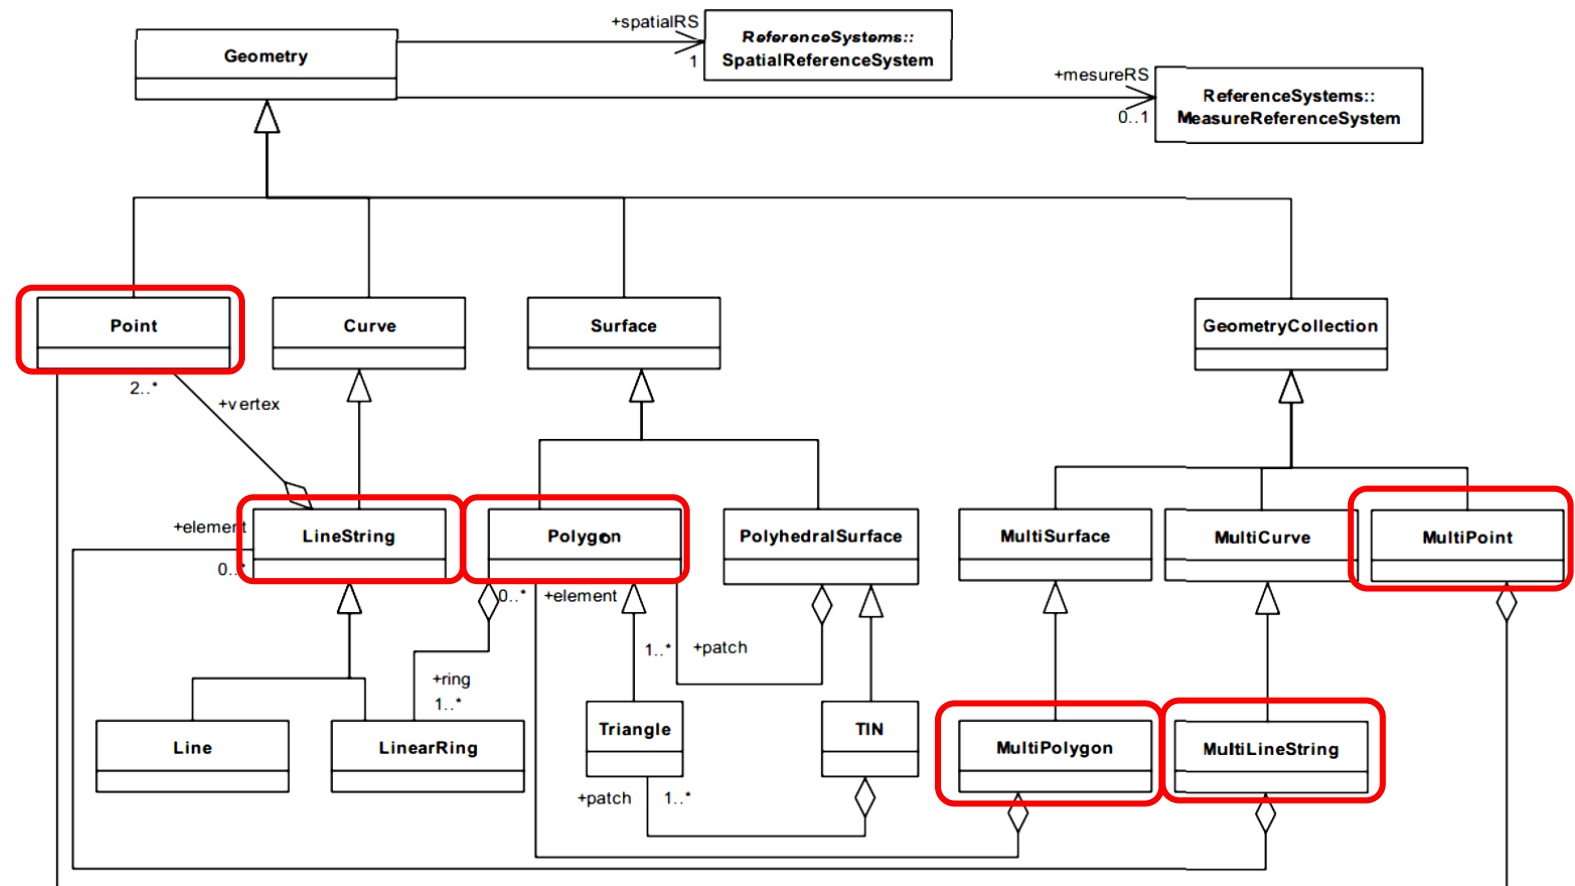 +spatialRS
1
Geometry
ReferenceSystems::
SpatialReferenceSystem
+mesureRS
0..1
ReferenceSystems::
MeasureReferenceSystem
Point
Curve
Surface
GeometryCollection
2..*
+vertex
+element
0..*
LineString
Polygon
PolyhedralSurface
MultiSurface
MultiCurve
MultiPoint
0..*
+element
1..*
+patch
+ring
1..*
Line
LinearRing
Triangle
TIN
MultiPolygon
MultiLineString
+patch
1..*